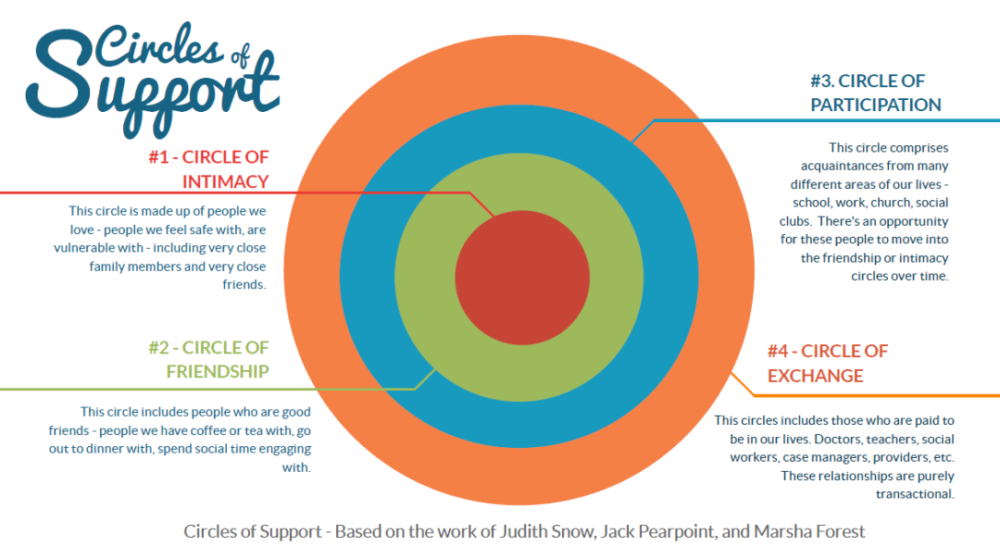 Circles of
Support
#1 - CIRCLE OF
INTIMACY
This circle is made up of people we
love - people we feel safe with, are
vulnerable with - including very close
family members and very close
friends.
#2 - CIRCLE OF
FRIENDSHIP
This circle includes people who are good
friends - people we have coffee or tea with, go
out to dinner with, spend social time engaging
with.
#3. CIRCLE OF
PARTICIPATION
This circle comprises
acquaintances from many
different areas of our lives -
school, work, church, social
clubs. There's an opportunity
for these people to move into
the friendship or intimacy
circles over time.
#4 - CIRCLE OF
EXCHANGE
This circles includes those who are paid to
be in our lives. Doctors, teachers, social
workers, case managers, providers, etc.
These relationships are purely
transactional.
Circles of Support - Based on the work of Judith Snow, Jack Pearpoint, and Marsha Forest